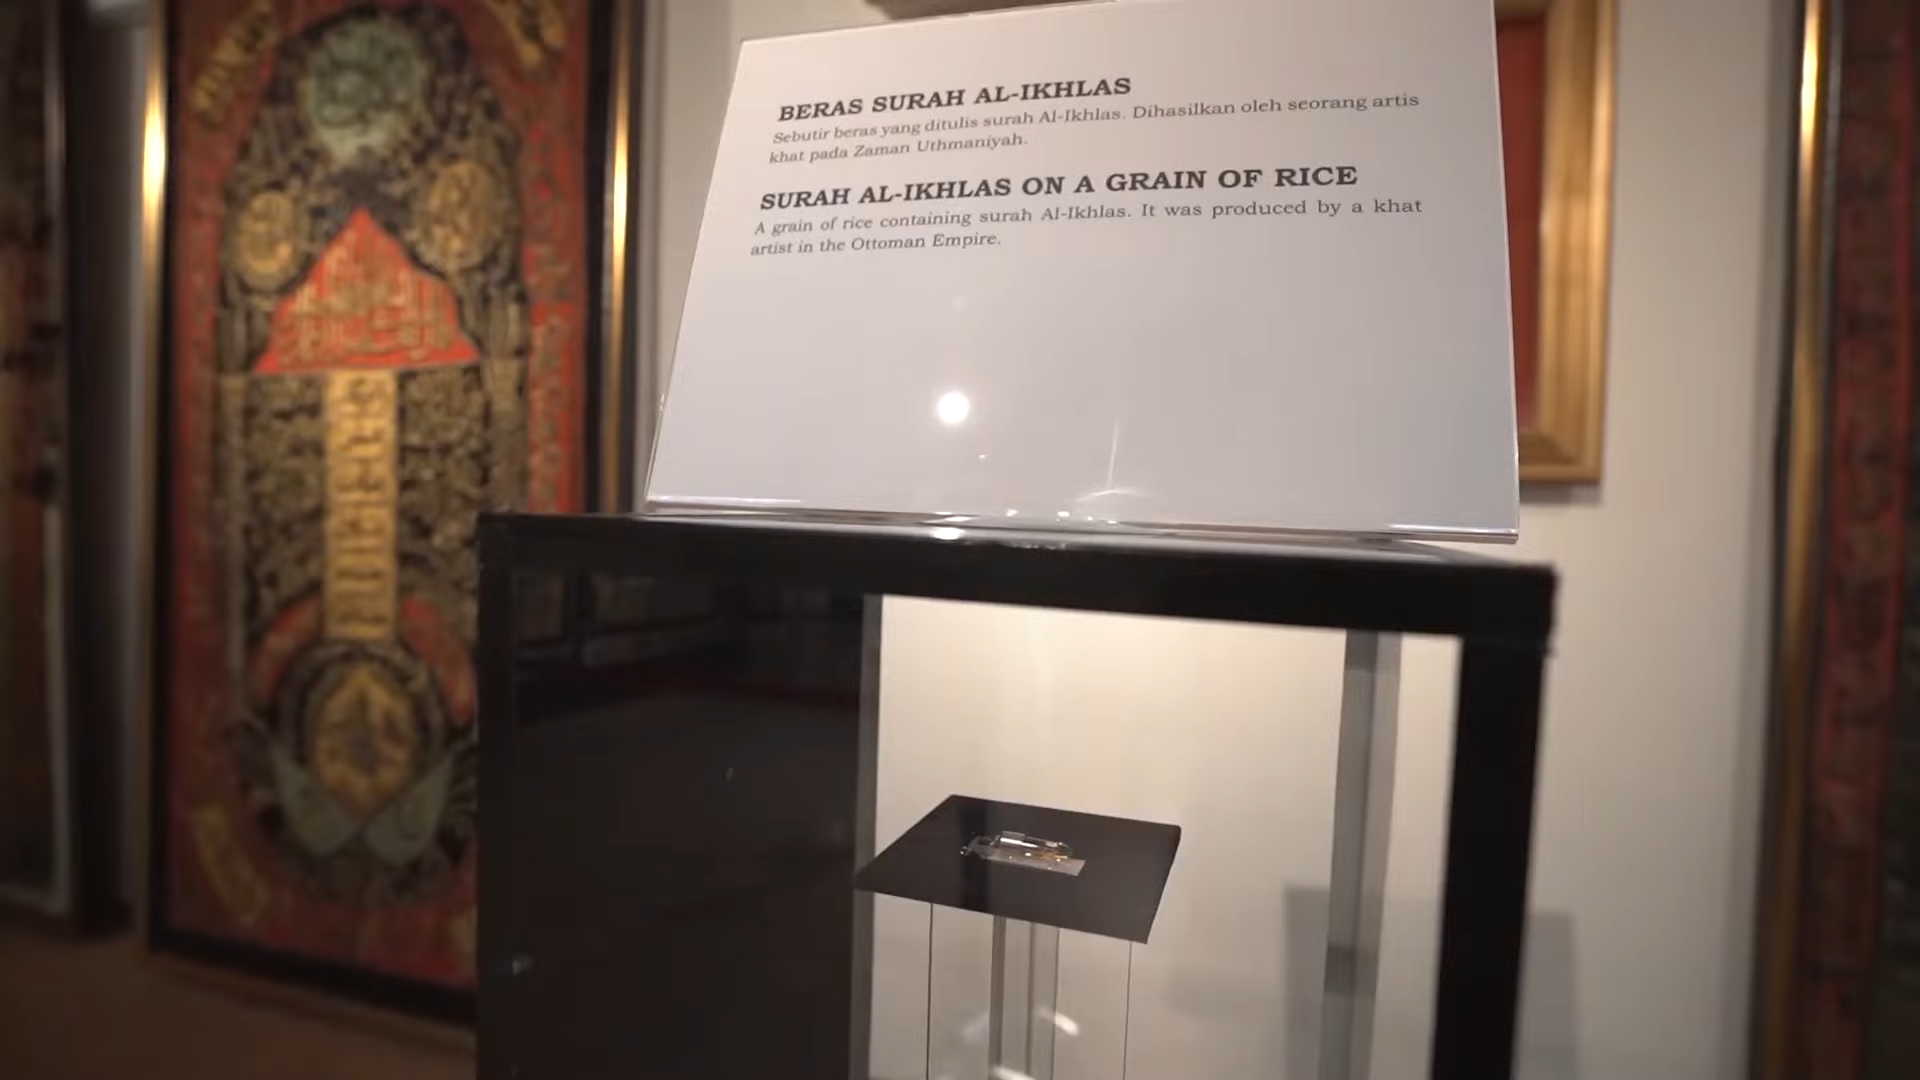 BERAS SURAH AL-IKHLAS
Sebutir beras yang ditulis surah Al-Ikhlas. Dihasilkan oleh seorang artis
khat pada Zaman Uthmaniyah.
SURAH AL-IKHLAS ON A GRAIN OF RICE
A grain of rice containing surah Al-Ikhlas. It was produced by a khat
artist in the Ottoman Empire.